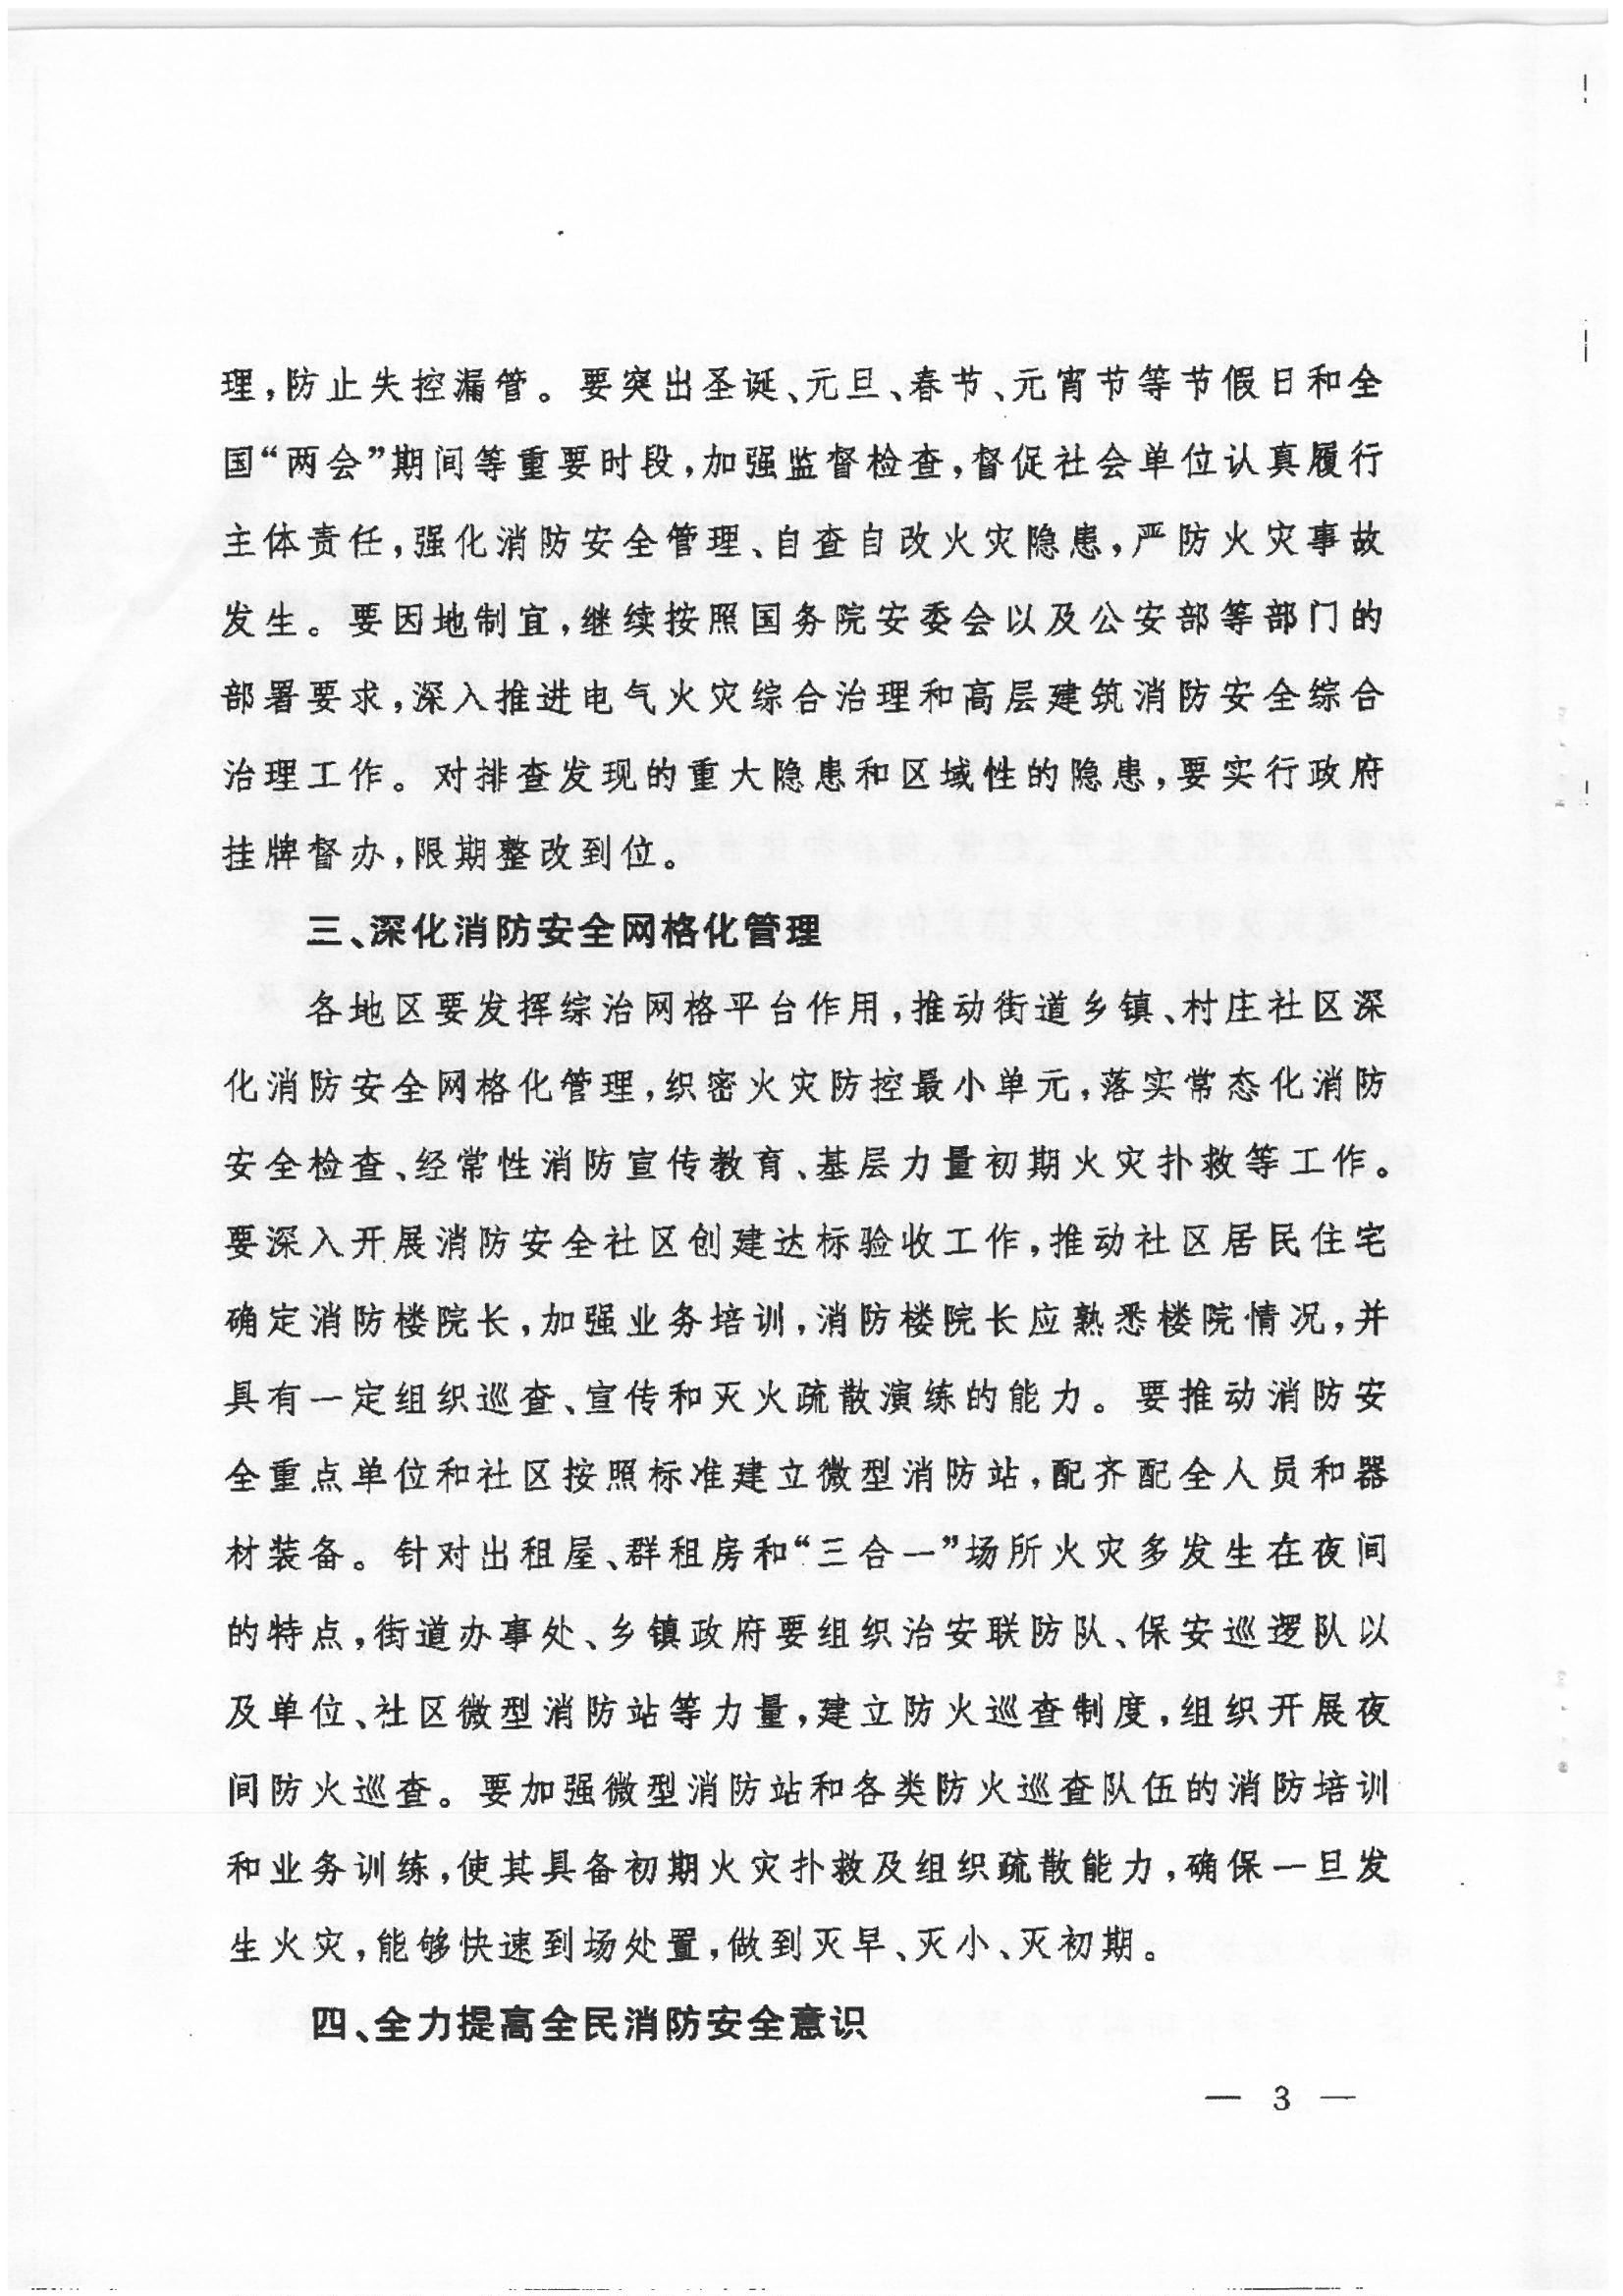 理,防止失控漏管。要突出圣诞、元旦、春节、元宵节等节假日和全
国“两会”期间等重要时段,加强监督检查,督促社会单位认真履行
主体责任,强化消防安全管理、自查自改火灾隐患,严防火灾事故
发生。要因地制宜,继续按照国务院安委会以及公安部等部门的
部署要求,深入推进电气火灾综合治理和高层建筑消防安全综合
治理工作。对排查发现的重大隐患和区域性的隐患,要实行政府
挂牌督办,限期整改到位。
三、深化消防安全网格化管理
各地区要发挥综治网格平台作用,推动街道乡镇、村庄社区深
化消防安全网格化管理,织密火灾防控最小单元,落实常态化消防
安全检查、经常性消防宣传教育、基层力量初期火灾扑救等工作。
要深入开展消防安全社区创建达标验收工作,推动社区居民住宅
确定消防楼院长,加强业务培训,消防楼院长应熟悉楼院情况,并
具有一定组织巡查、宣传和灭火疏散演练的能力。要推动消防安
全重点单位和社区按照标准建立微型消防站,配齐配全人员和器
材装备。针对出租屋、群租房和“三合一”场所火灾多发生在夜间
的特点,街道办事处、乡镇政府要组织治安联防队、保安巡逻队以
及单位、社区微型消防站等力量,建立防火巡查制度,组织开展夜
间防火巡查。要加强微型消防站和各类防火巡查队伍的消防培训
和业务训练,使其具备初期火灾扑救及组织疏散能力,确保一旦发
生火灾,能够快速到场处置,做到灭早、灭小、灭初期。
四、全力提高全民消防安全意识
— 3 —